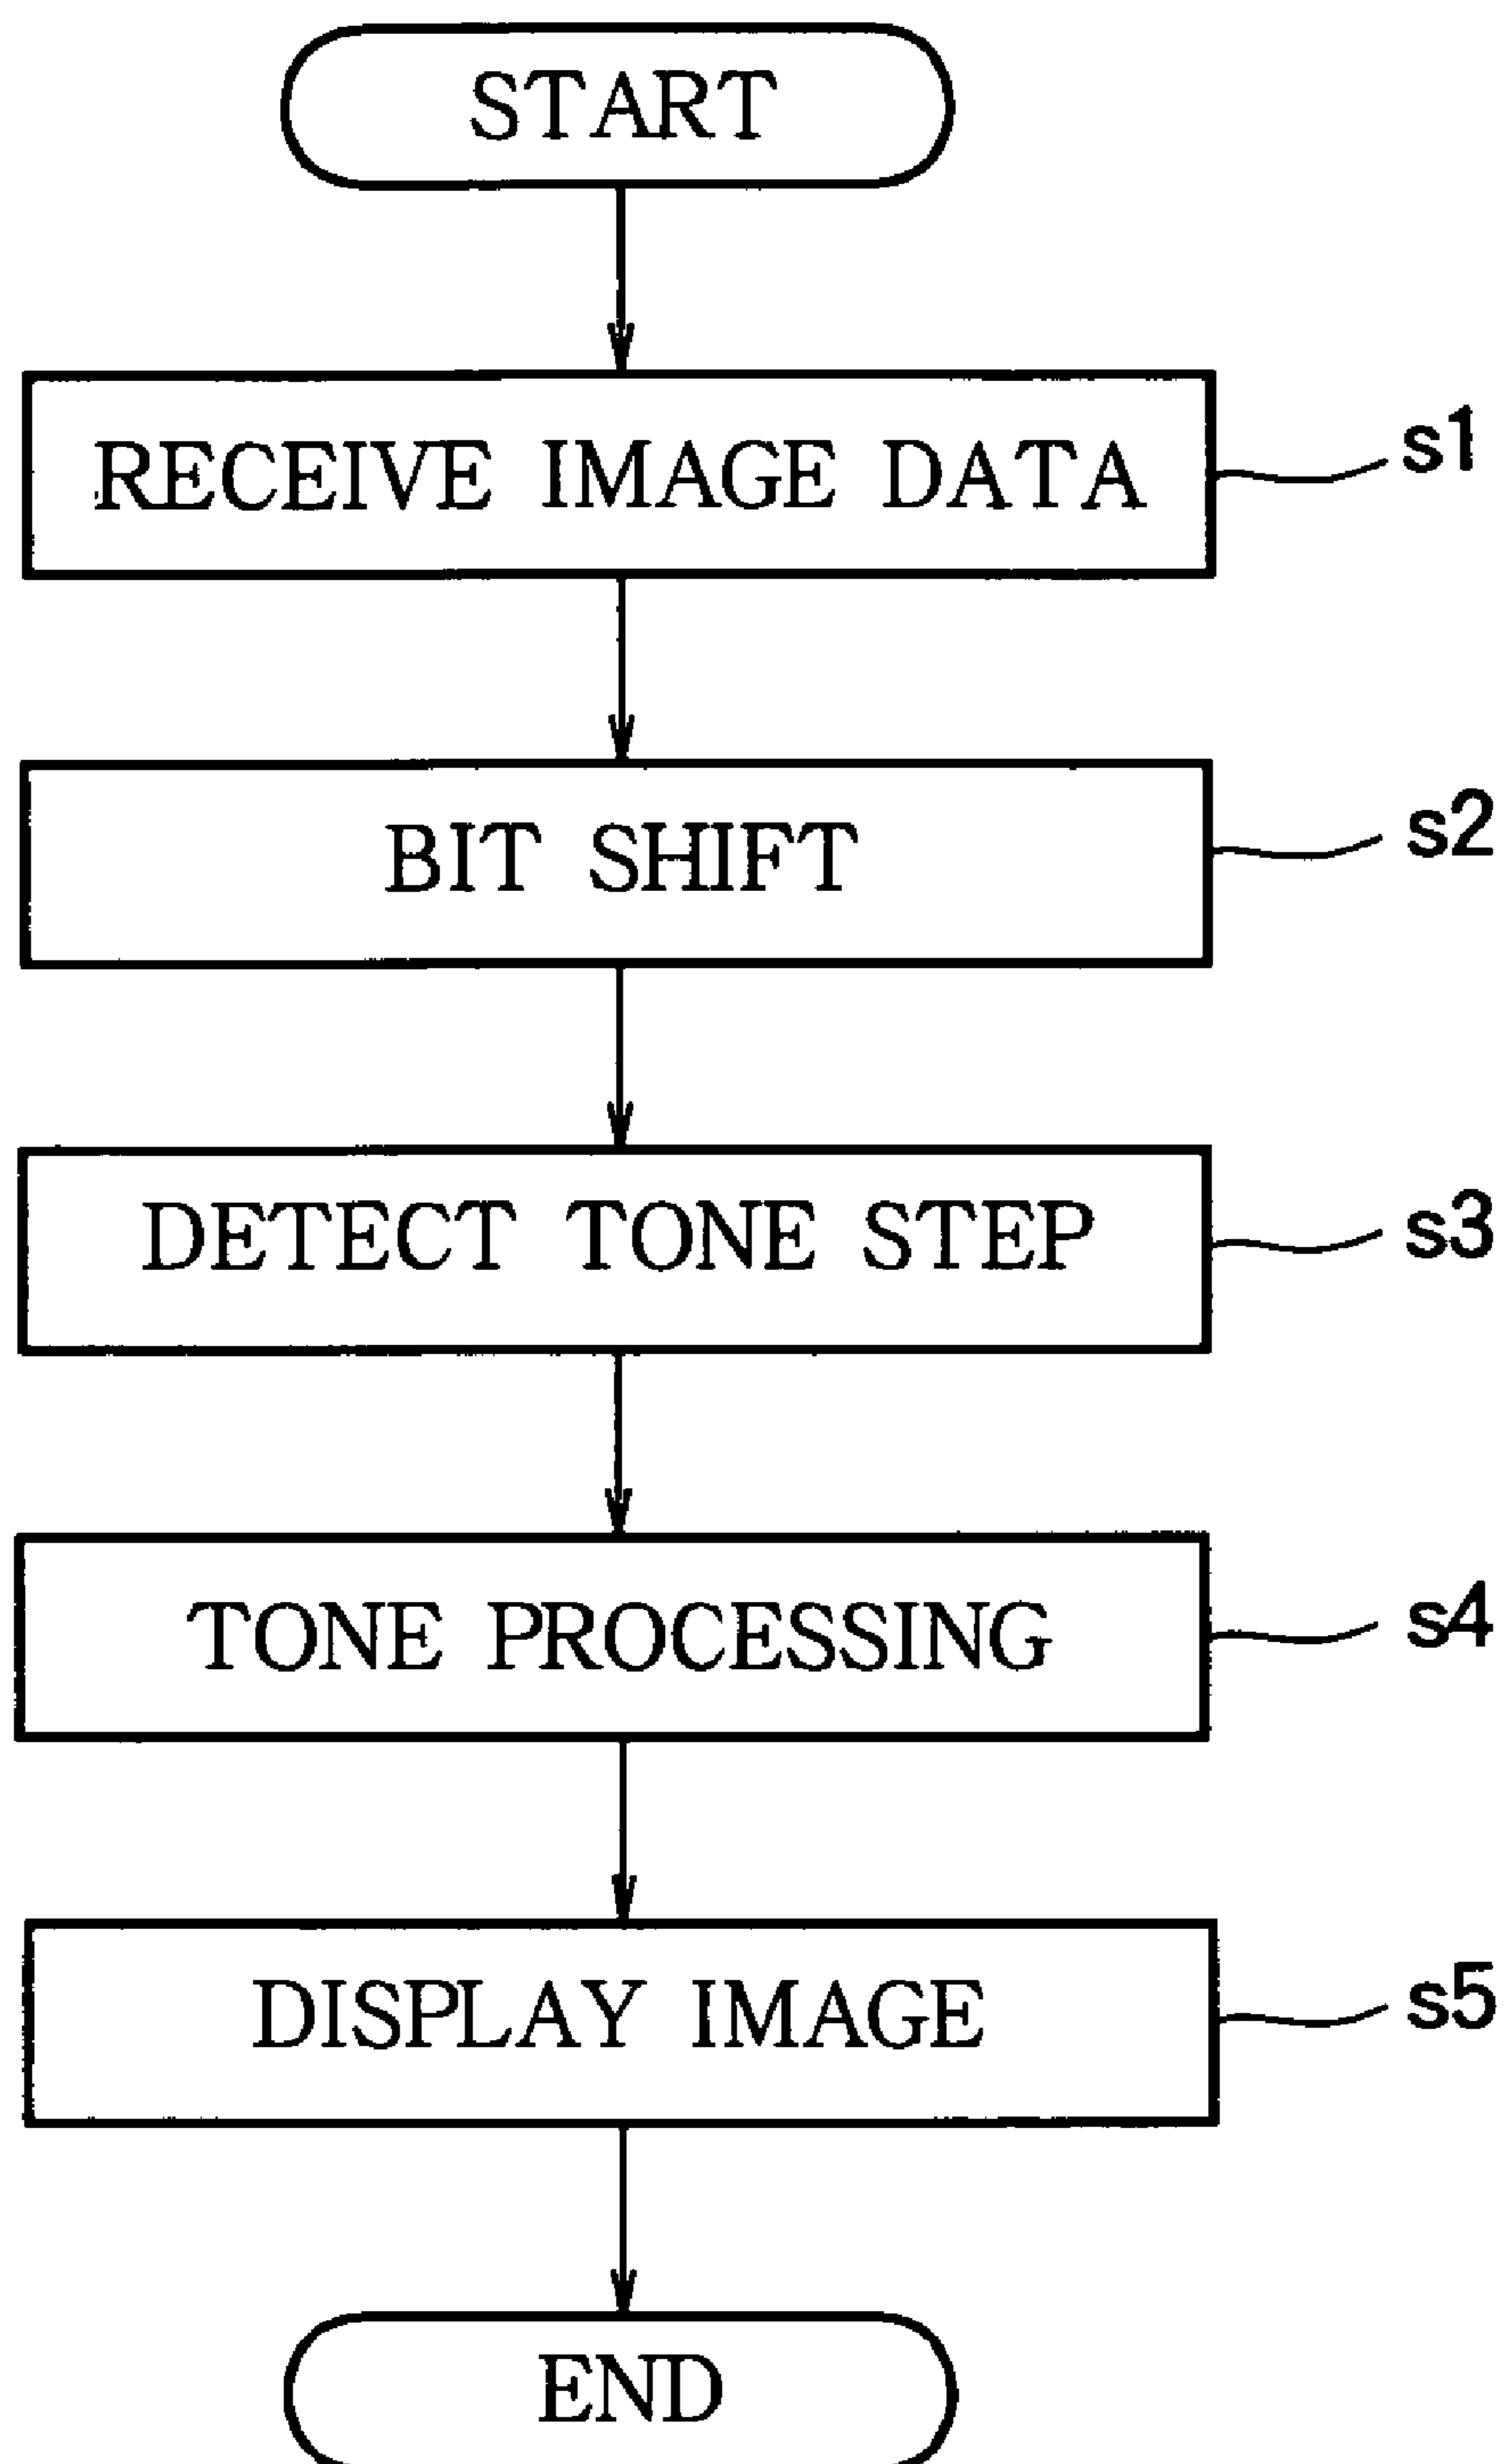 START
RECEIVE IMAGE DATA s1
BIT SHIFT s2
DETECT TONE STEP s3
TONE PROCESSING s4
DISPLAY IMAGE s5
END